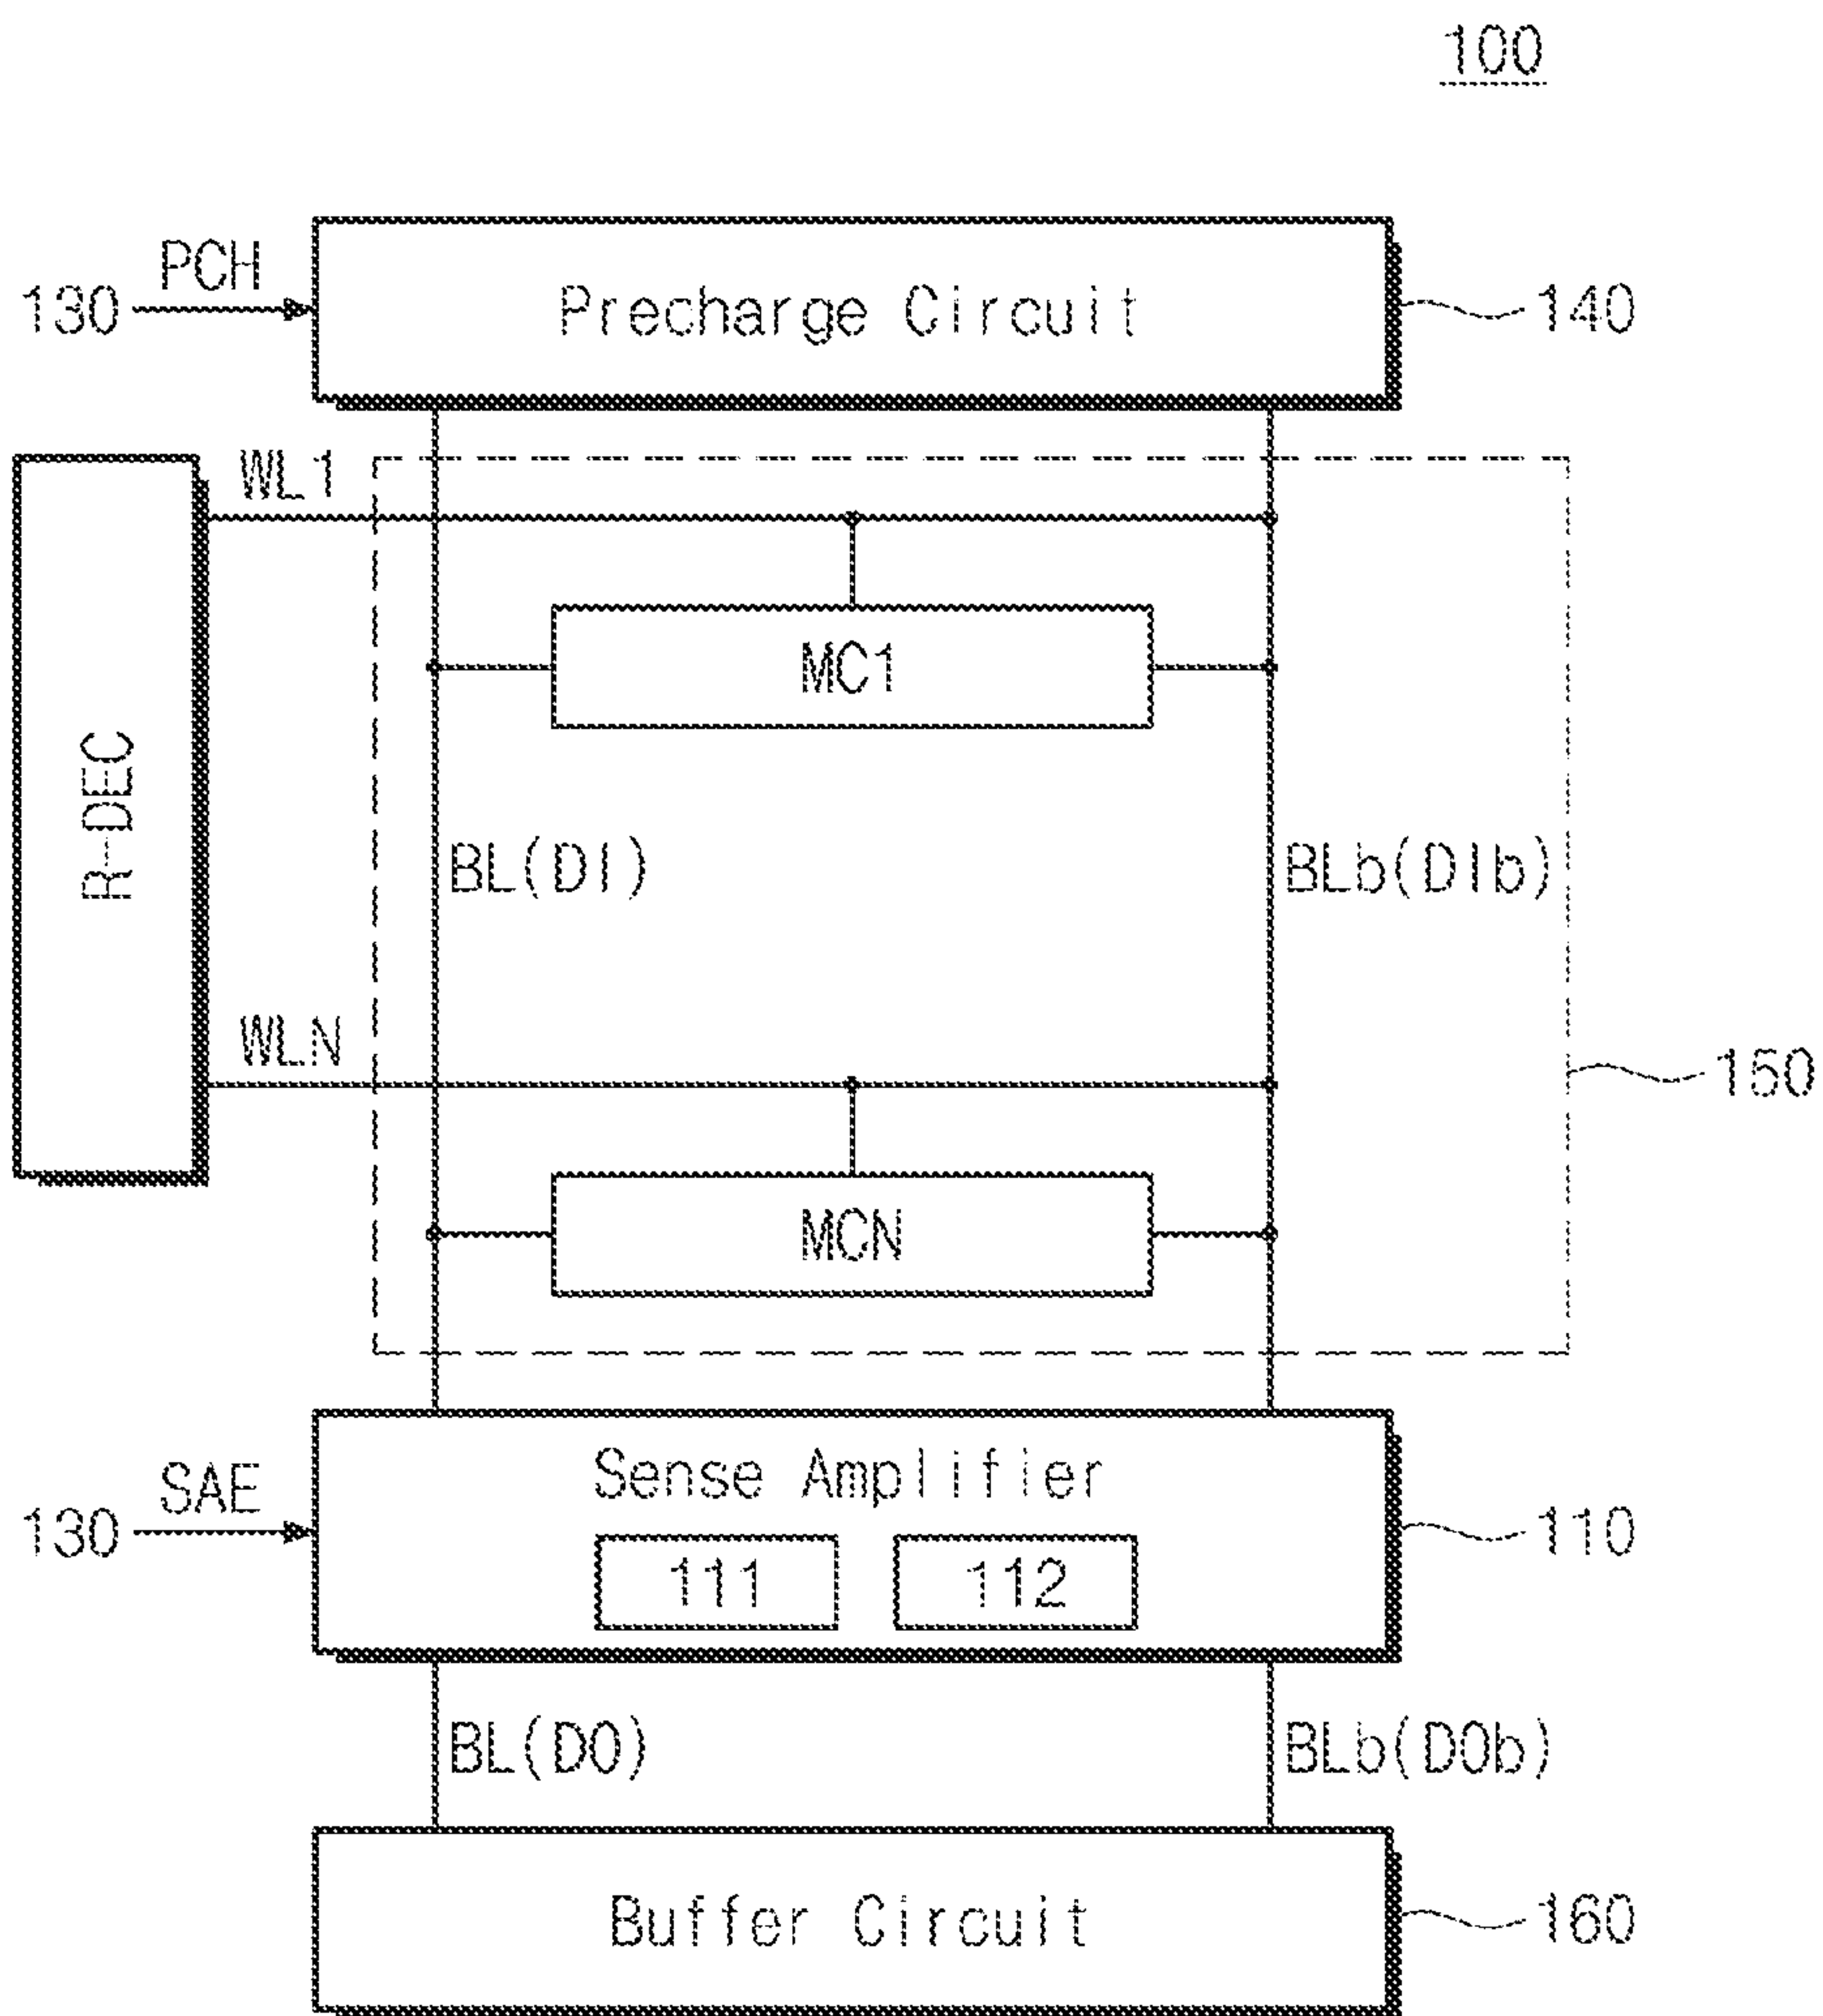 100
PCH
130
Precharge Circuit
140
WL1
MC1
R-DEC
BL(DI)
BLb(DIb)
WLN
150
MCN
Sense Amplifier
SAE
130
110
111
112
BL(DO)
BLb(DOb)
Buffer Circuit
160